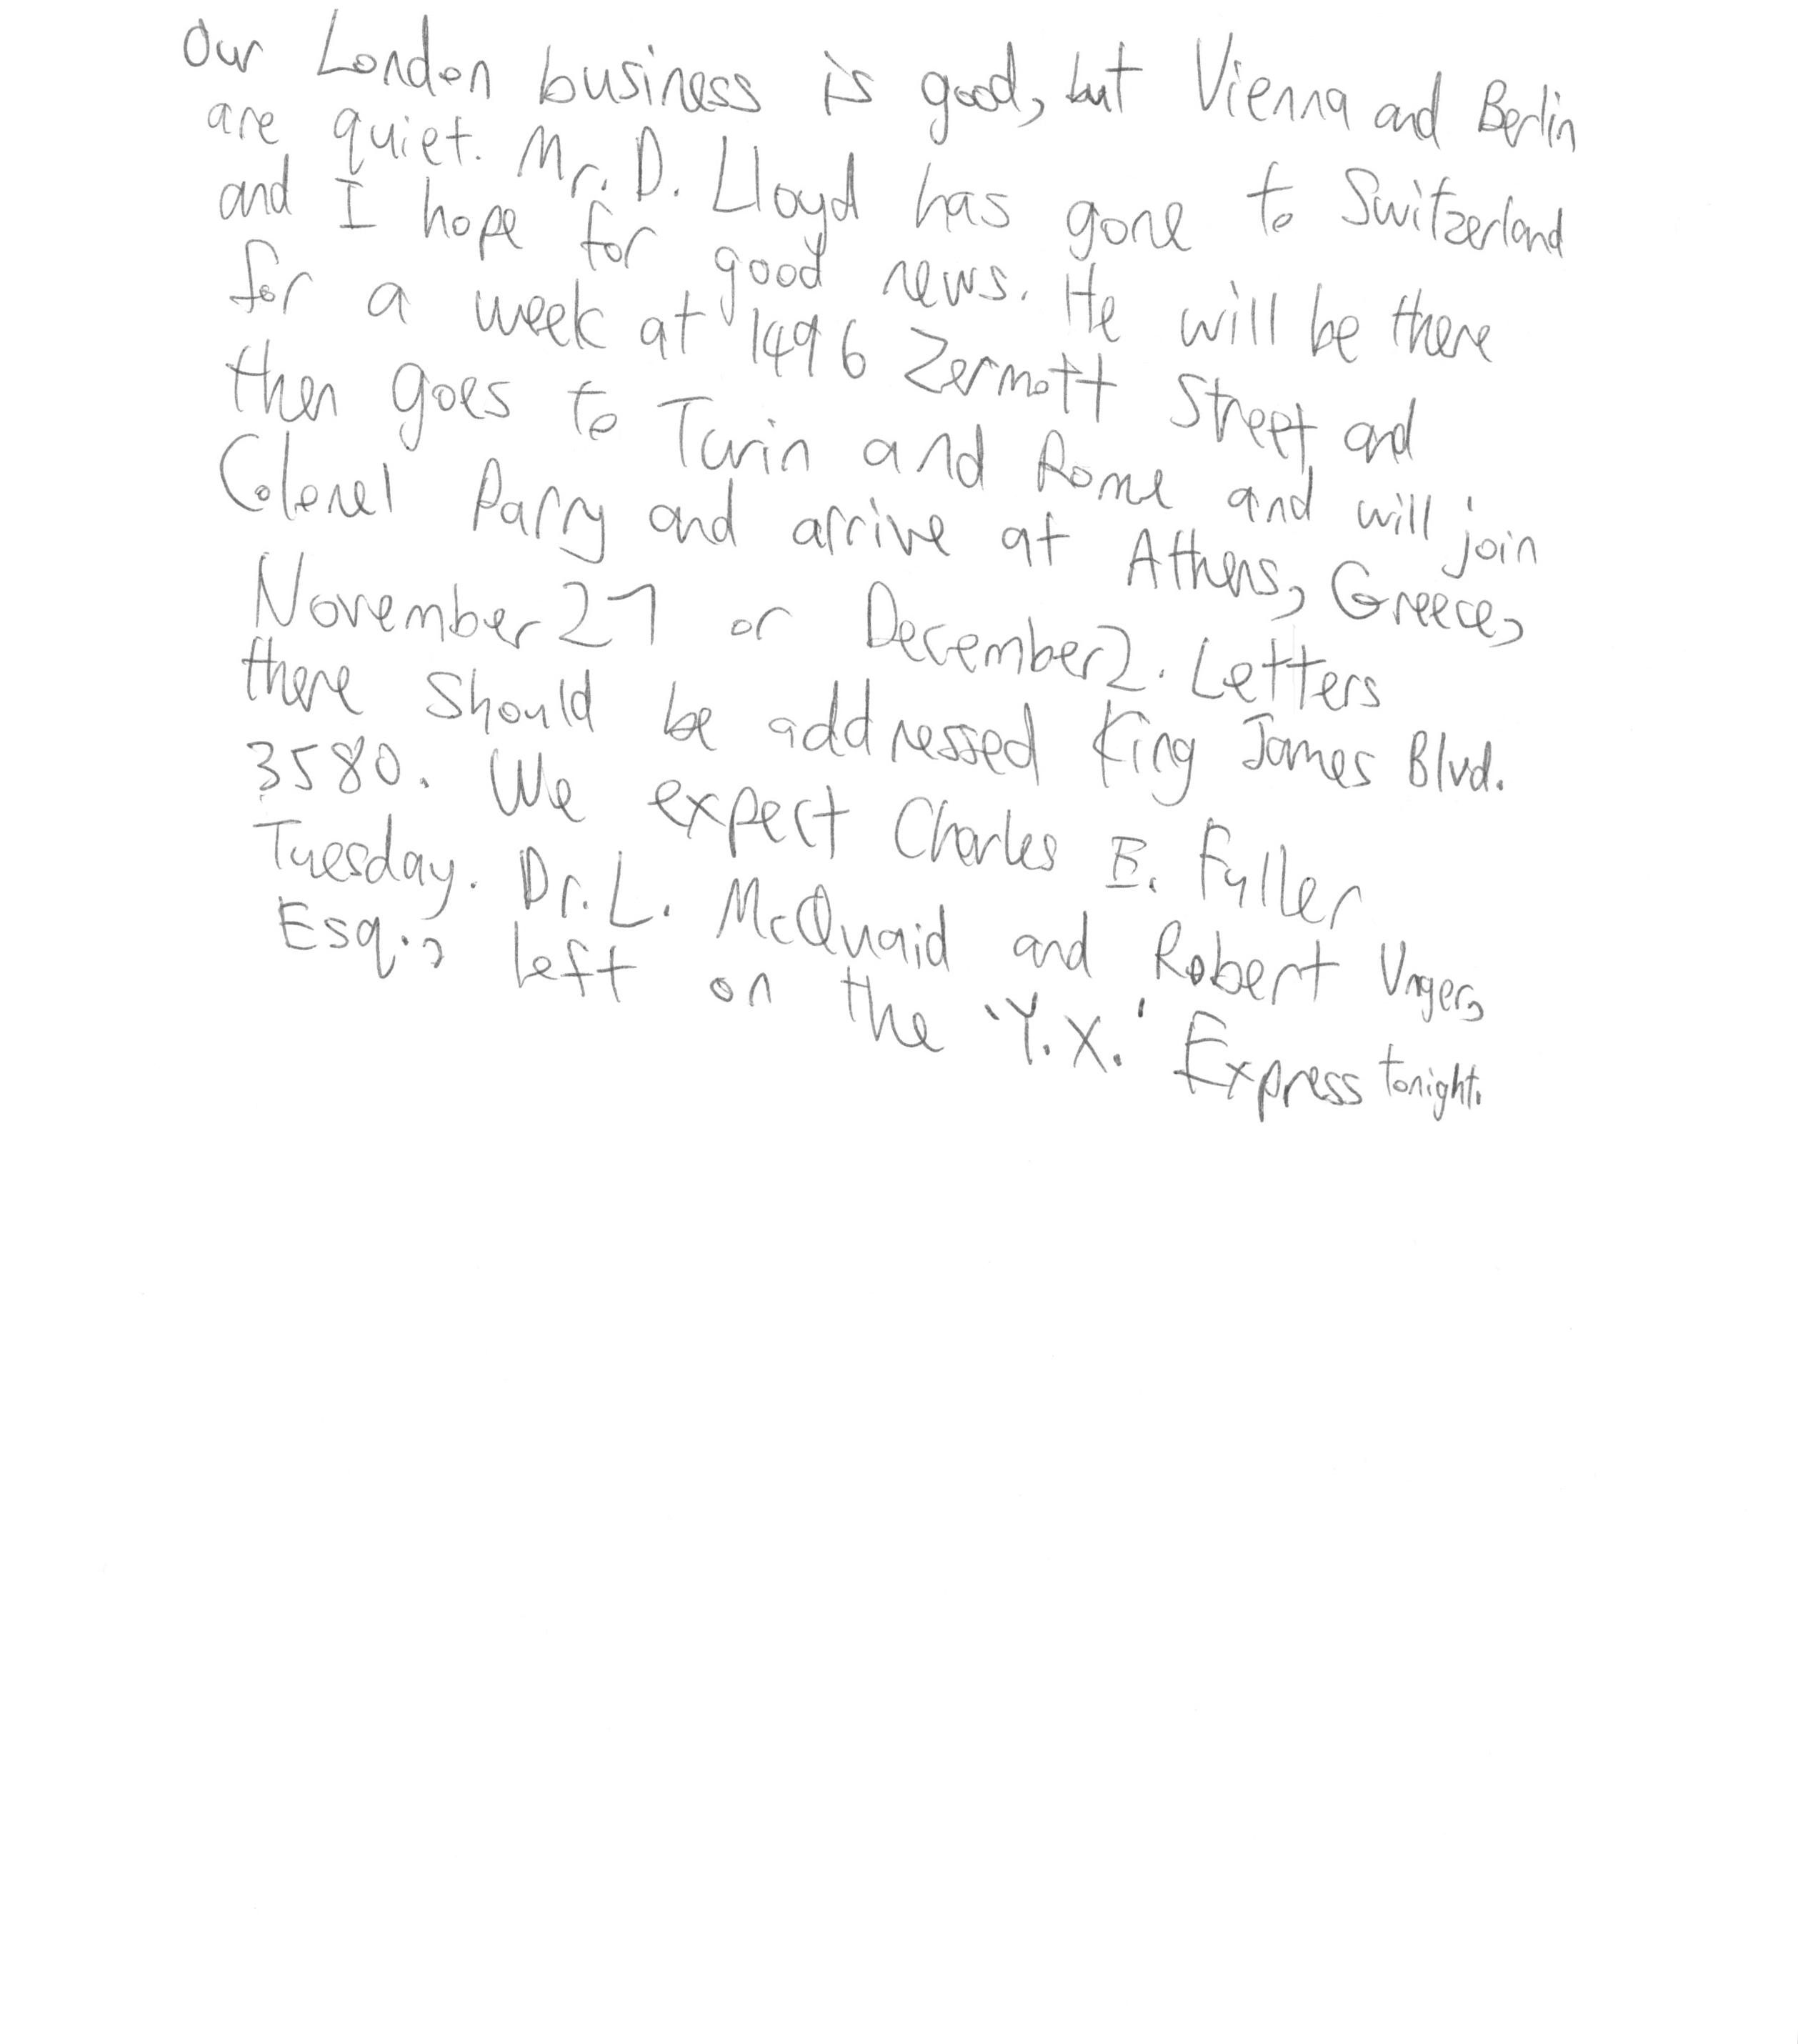 Our London business is good, but Vienna and Berlin
are quiet. Mr. D. Lloyd has gone to Switzerland
and I hope for good news. He will be there
for a week at 1496 Zermott Street and
then goes to Turin and Rome and will join
Colonel Parry and arrive at Athens, Greece,
November 27 or December 2. Letters
there should be addressed King James Blvd.
3580. We expect Charles E. Fuller
Tuesday. Dr. L. McQuaid and Robert Unger,
Esq., left on the 'Y.X.' Express tonight.